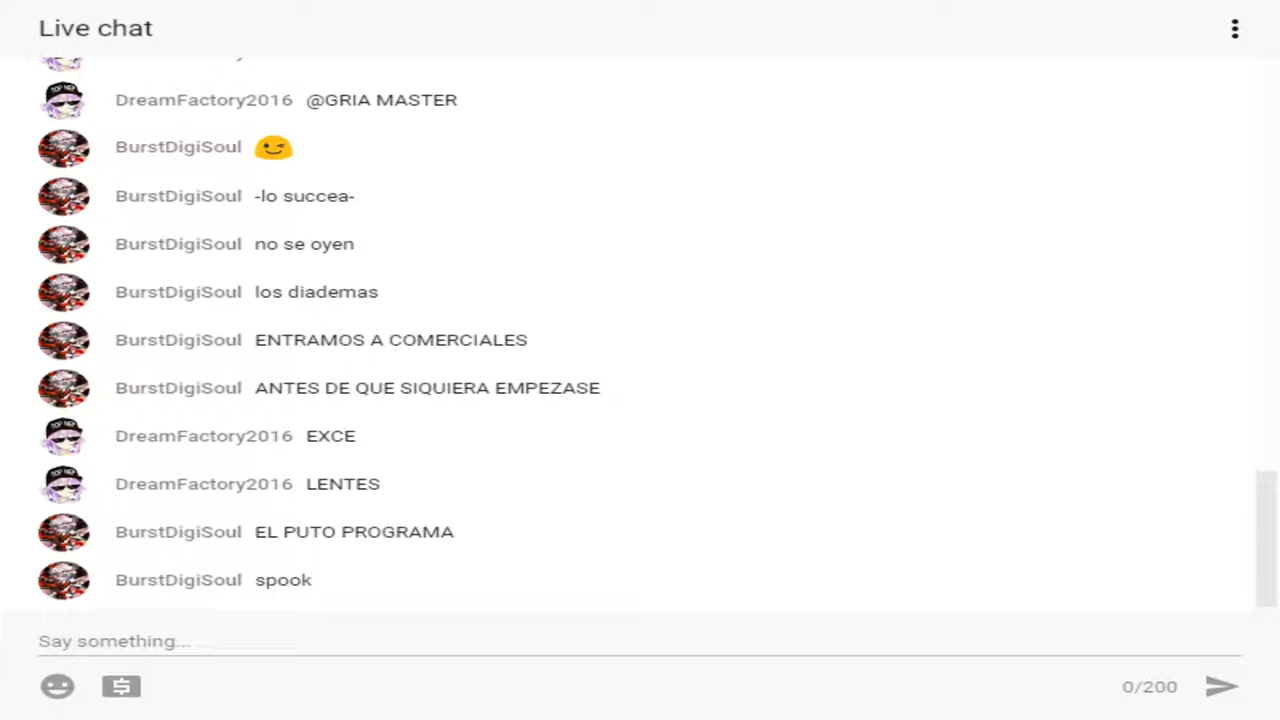 Live chat
DreamFactory2016 @GRIA MASTER
BurstDigiSoul
BurstDigiSoul -lo succea-
BurstDigiSoul no se oyen
BurstDigiSoul los diademas
BurstDigiSoul ENTRAMOS A COMERCIALES
BurstDigiSoul ANTES DE QUE SIQUIERA EMPEZASE
DreamFactory2016 EXCE
DreamFactory2016 LENTES
BurstDigiSoul EL PUTO PROGRAMA
BurstDigiSoul spook
Say something...
0/200